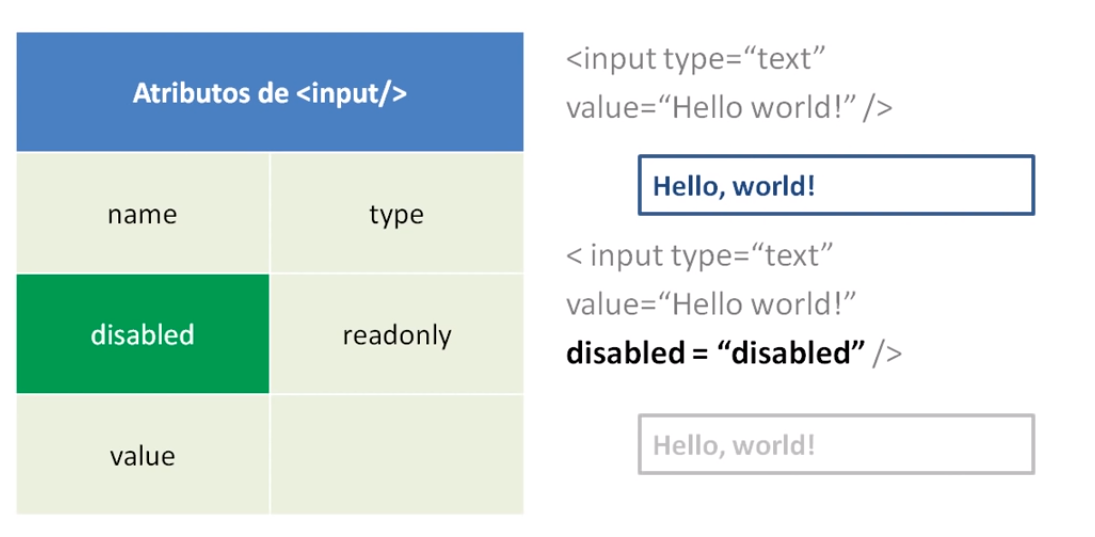 Atributos de <input/>
name type
disabled readonly
value
<input type=“text”
value=“Hello world!” />
Hello, world!
< input type=“text”
value=“Hello world!”
disabled = “disabled” />
Hello, world!